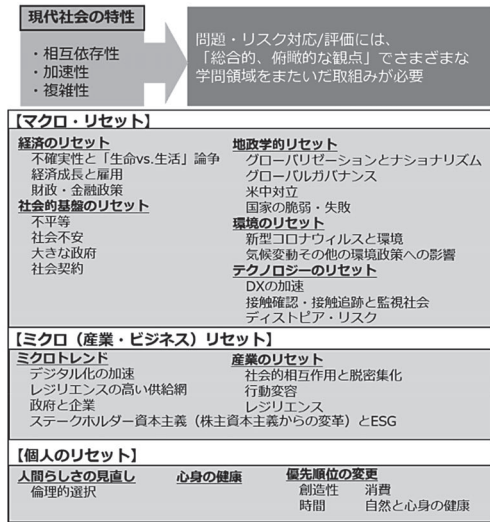 現代社会の特性
・相互依存性
・加速性
・複雑性
問題・リスク対応/評価には、
「総合的、俯瞰的な観点」でさまざまな
学問領域をまたいだ取組みが必要
【マクロ・リセット】
経済のリセット
不確実性と「生命vs.生活」論争
経済成長と雇用
財政・金融政策
社会的基盤のリセット
不平等
社会不安
大きな政府
社会契約
地政学的リセット
グローバリゼーションとナショナリズム
グローバルガバナンス
米中対立
国家の脆弱・失敗
環境のリセット
新型コロナウィルスと環境
気候変動その他の環境政策への影響
テクノロジーのリセット
DXの加速
接触確認・接触追跡と監視社会
ディストピア・リスク
【ミクロ（産業・ビジネス）リセット】
ミクロトレンド
デジタル化の加速
レジリエンスの高い供給網
政府と企業
ステークホルダー資本主義（株主資本主義からの変革）とESG
産業のリセット
社会的相互作用と脱密集化
行動変容
レジリエンス
【個人のリセット】
人間らしさの見直し
倫理的選択
心身の健康
優先順位の変更
創造性 消費
時間 自然と心身の健康